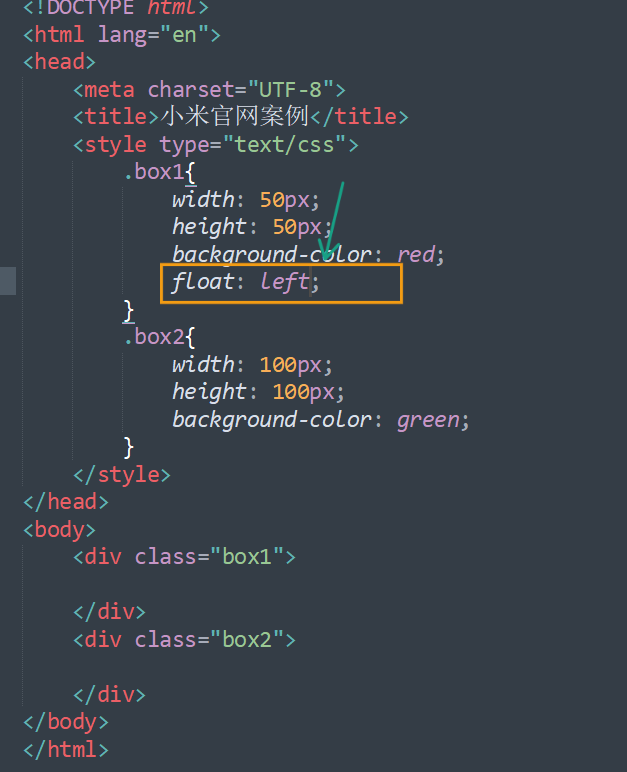 <!DOCTYPE html>
<html lang="en">
<head>
    <meta charset="UTF-8">
    <title>小米官网案例</title>
    <style type="text/css">
        .box1{
            width: 50px;
            height: 50px;
            background-color: red;
            float: left;
        }
        .box2{
            width: 100px;
            height: 100px;
            background-color: green;
        }
    </style>
</head>
<body>
    <div class="box1">

    </div>
    <div class="box2">

    </div>
</body>
</html>